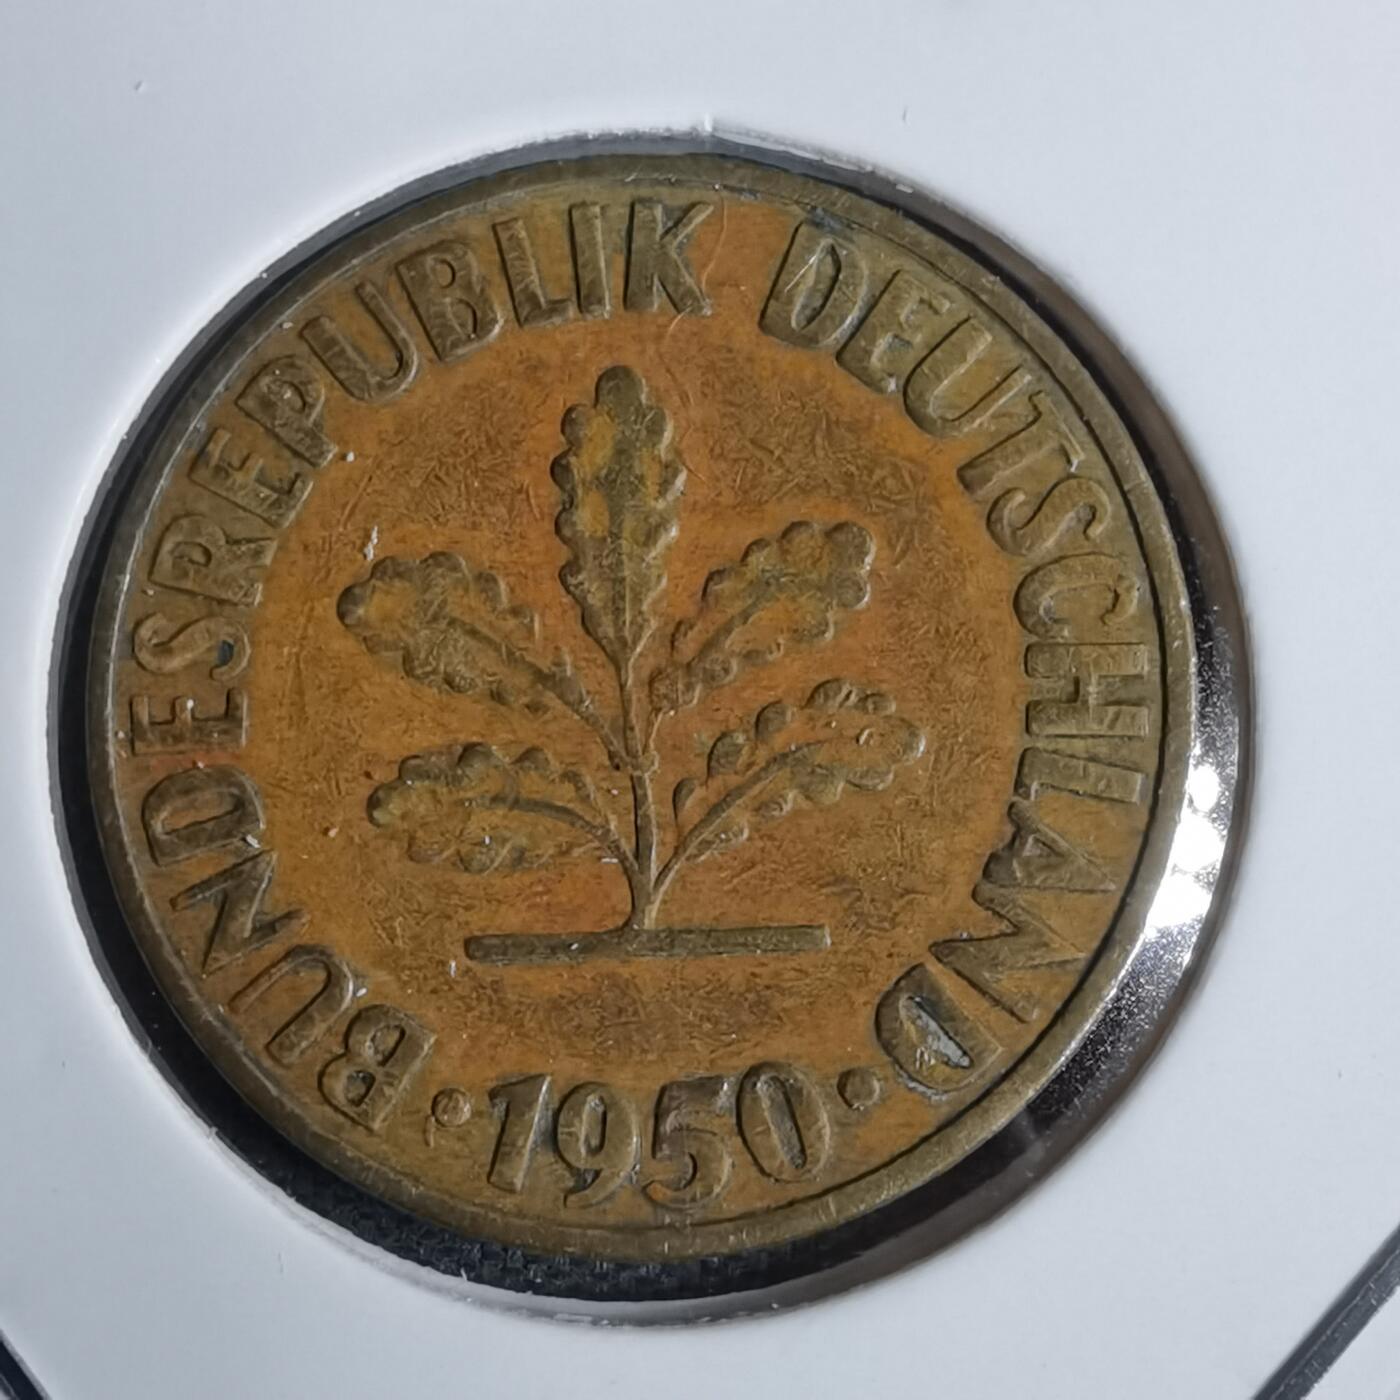 BUNDESREPUBLIK DEUTSCHLAND
· 1950 ·